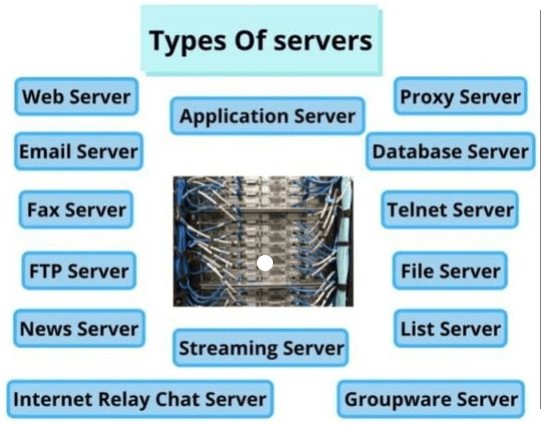 Types Of servers
Web Server
Application Server
Proxy Server
Email Server
Database Server
Fax Server
Telnet Server
FTP Server
File Server
News Server
Streaming Server
List Server
Internet Relay Chat Server
Groupware Server